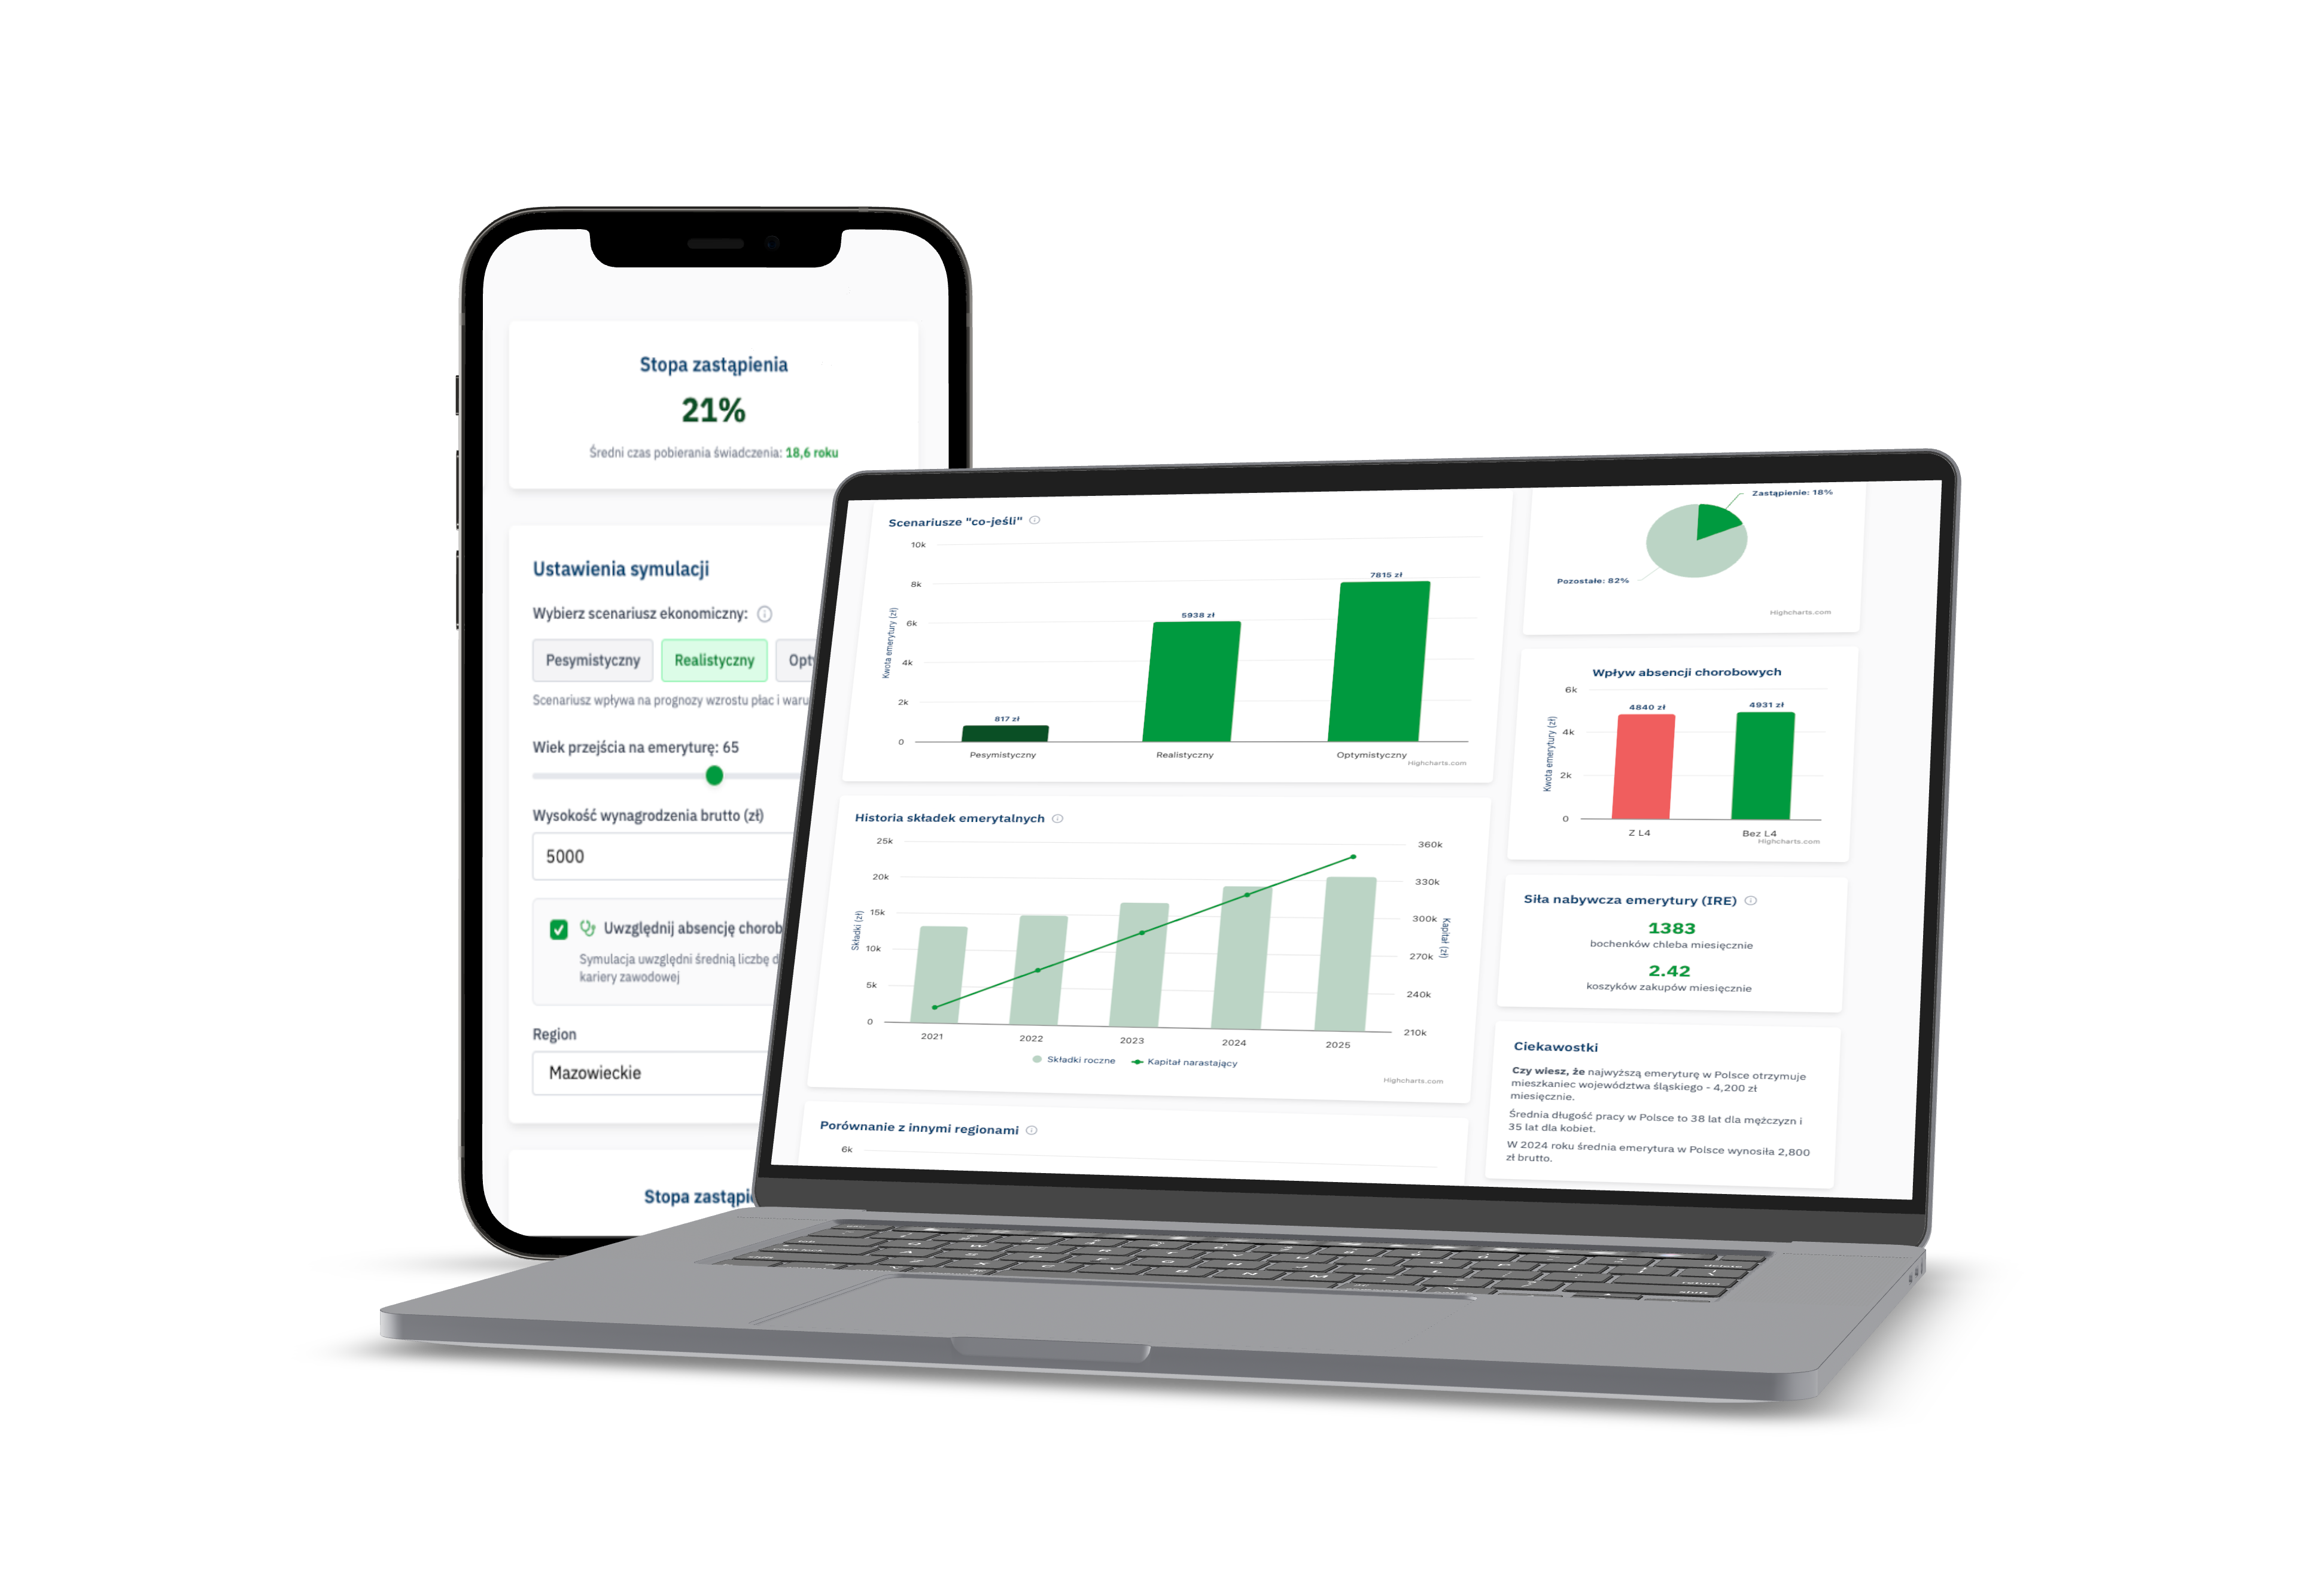 Stopa zastąpienia
21%
Średni czas pobierania świadczenia: 18,6 roku
Ustawienia symulacji
Wybierz scenariusz ekonomiczny:
Pesymistyczny
Realistyczny
Scenariusz wpływa na prognozy wzrostu płac i
Wiek przejścia na emeryturę: 65
Wysokość wynagrodzenia brutto (zł)
5000
Uwzględnij absencję
Symulacja uwzględni średnią liczbę
kariery zawodowej
Region
Mazowieckie
Stopa
Scenariusze "co-jeśli"
10k
8k
6k
4k
2k
0
Kwota emerytury (zł)
817 zł
5938 zł
7815 zł
Pesymistyczny
Realistyczny
Optymistyczny
Highcharts.com
Historia składek emerytalnych
25k
20k
15k
10k
5k
0
Składki (zł)
360k
330k
300k
270k
240k
210k
Kapitał (zł)
2021
2022
2023
2024
2025
Składki roczne
Kapitał narastający
Highcharts.com
Porównanie z innymi regionami
6k
Zastąpienie: 18%
Pozostałe: 82%
Highcharts.com
Wpływ absencji chorobowych
6k
4k
2k
0
Kwota emerytury (zł)
4840 zł
4931 zł
Z L4
Bez L4
Highcharts.com
Siła nabywcza emerytury (IRE)
1383
bochenków chleba miesięcznie
2.42
koszyków zakupów miesięcznie
Ciekawostki
Czy wiesz, że najwyższą emeryturę w Polsce otrzymuje
mieszkaniec województwa śląskiego - 4,200 zł
miesięcznie.
Średnia długość pracy w Polsce to 38 lat dla mężczyzn i
35 lat dla kobiet.
W 2024 roku średnia emerytura w Polsce wynosiła 2,800
zł brutto.